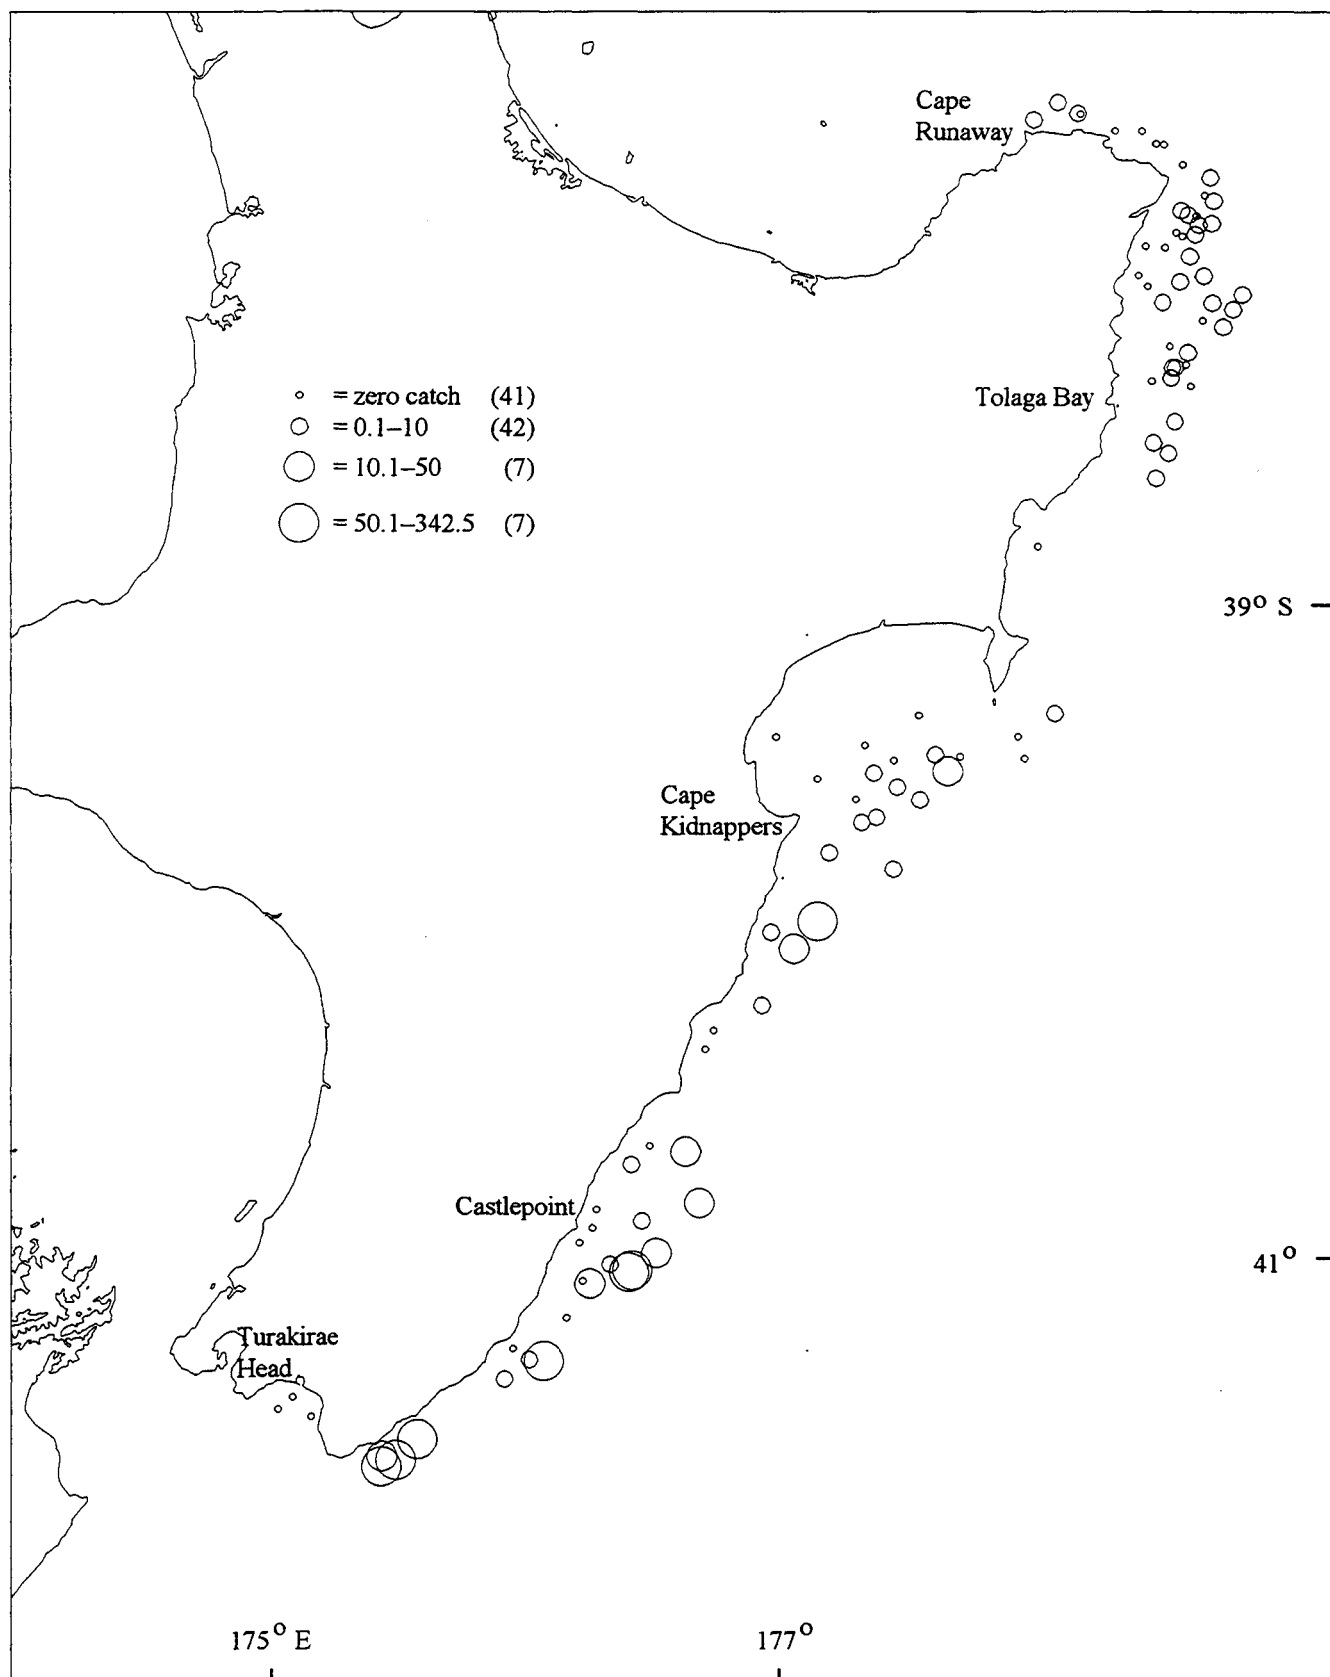 Cape
Runaway
= zero catch (41)
= 0.1–10 (42)
= 10.1–50 (7)
= 50.1–342.5 (7)
Tolaga Bay
39° S
Cape
Kidnappers
Castlepoint
41°
Turakirae
Head
175° E
177°